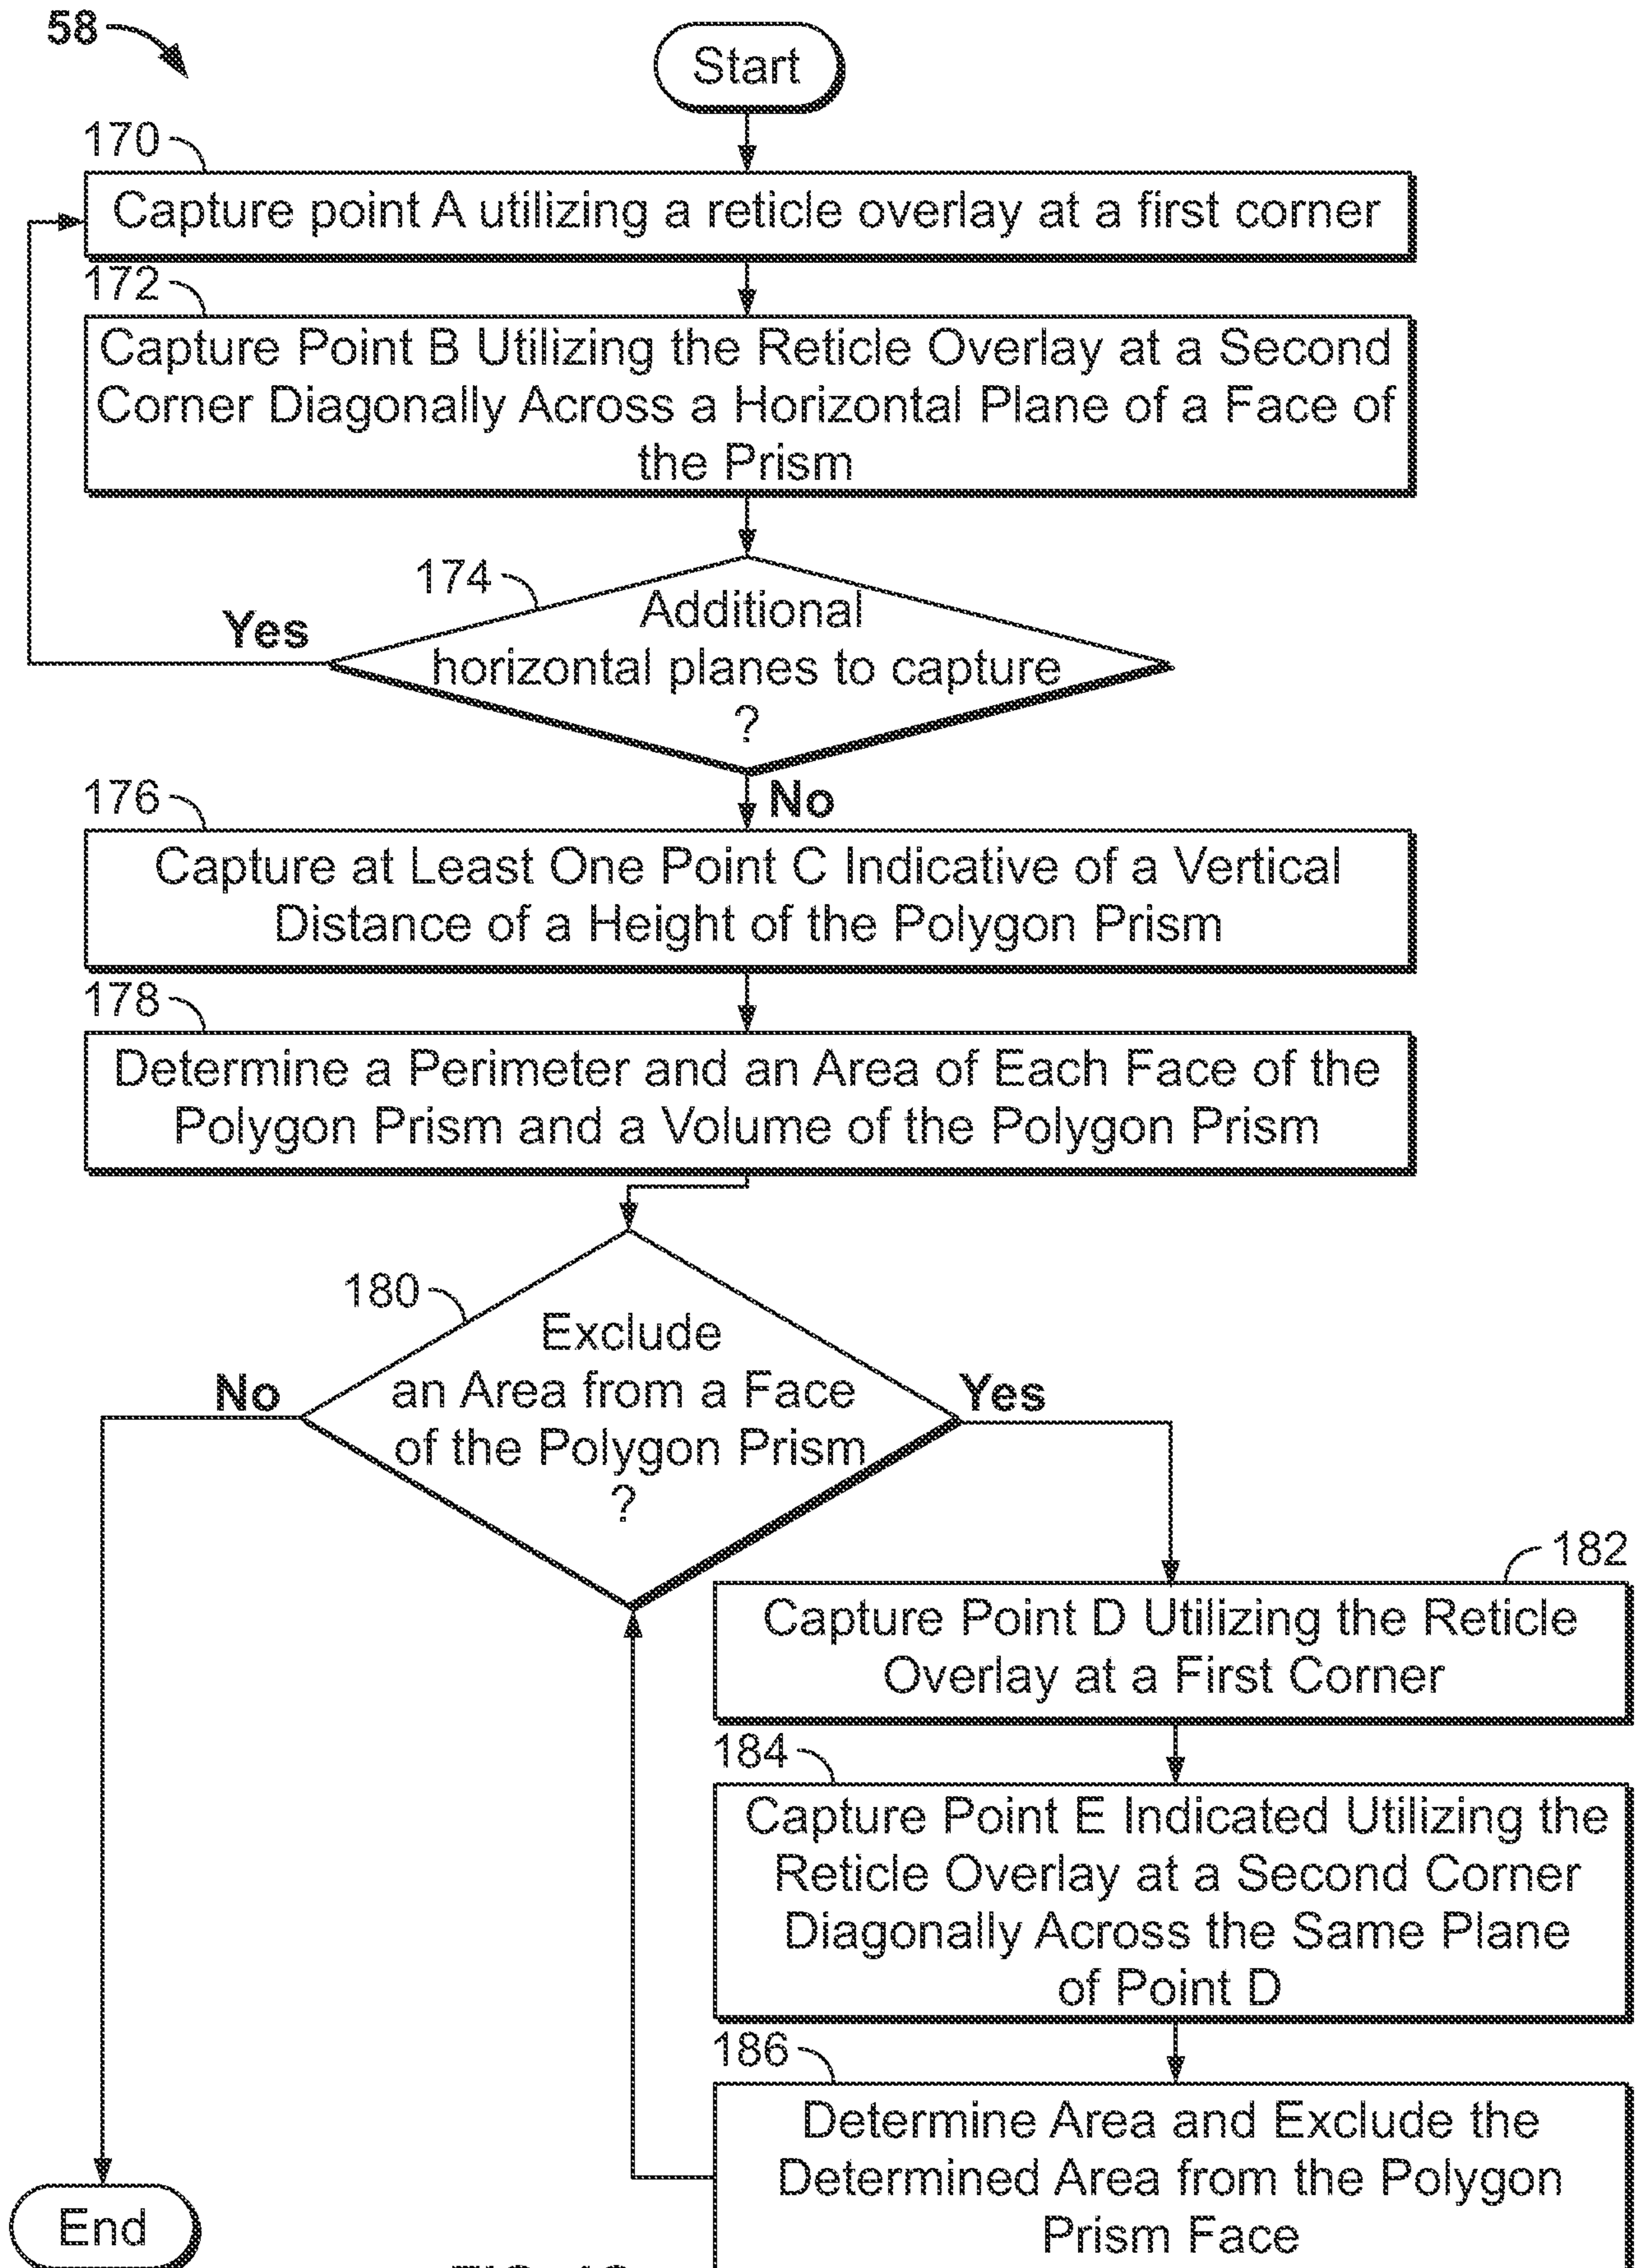 58
Start
170
Capture point A utilizing a reticle overlay at a first corner
172
Capture Point B Utilizing the Reticle Overlay at a Second
Corner Diagonally Across a Horizontal Plane of a Face of
the Prism
174
Additional
horizontal planes to capture
?
Yes
No
176
Capture at Least One Point C Indicative of a Vertical
Distance of a Height of the Polygon Prism
178
Determine a Perimeter and an Area of Each Face of the
Polygon Prism and a Volume of the Polygon Prism
180
Exclude
an Area from a Face
of the Polygon Prism
?
No
Yes
182
Capture Point D Utilizing the Reticle
Overlay at a First Corner
184
Capture Point E Indicated Utilizing the
Reticle Overlay at a Second Corner
Diagonally Across the Same Plane
of Point D
186
Determine Area and Exclude the
Determined Area from the Polygon
Prism Face
End